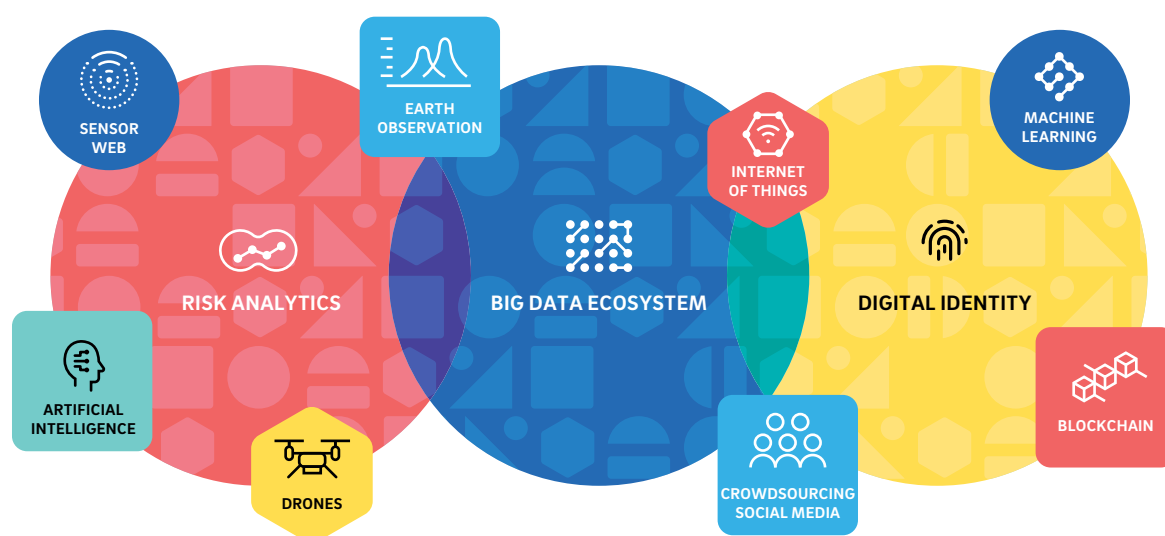 SENSOR
WEB
EARTH
OBSERVATION
INTERNET
OF THINGS
MACHINE
LEARNING
RISK ANALYTICS
BIG DATA ECOSYSTEM
DIGITAL IDENTITY
ARTIFICIAL
INTELLIGENCE
DRONES
CROWDSOURCING
SOCIAL MEDIA
BLOCKCHAIN